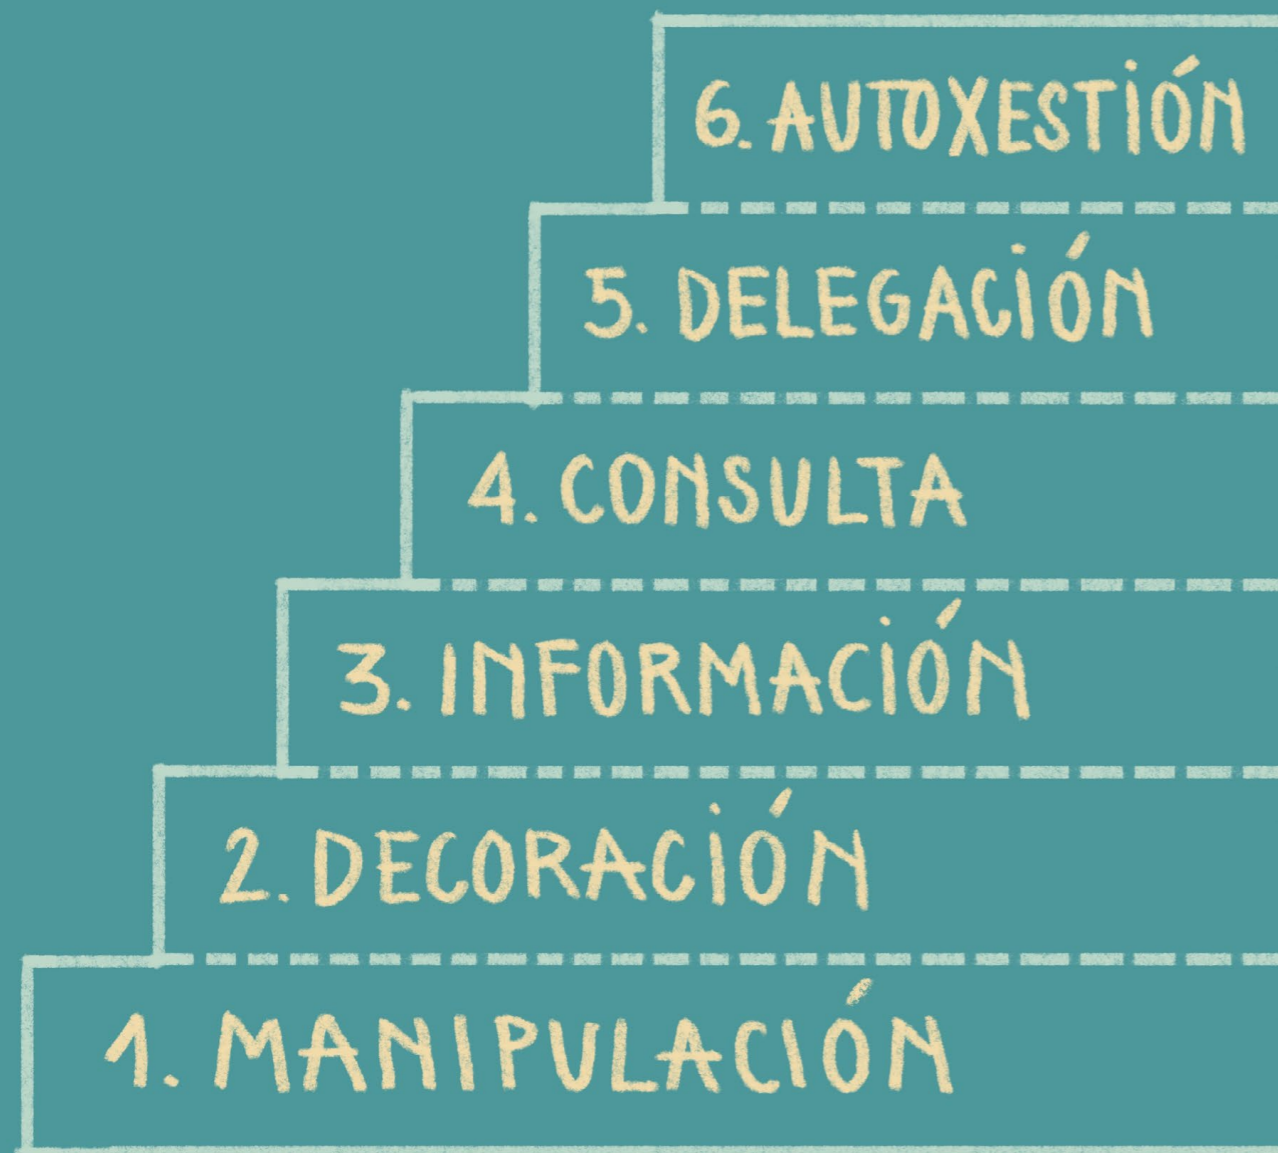 6. AUTOXESTIÓN
5. DELEGACIÓN
4. CONSULTA
3. INFORMACIÓN
2. DECORACIÓN
1. MANIPULACIÓN